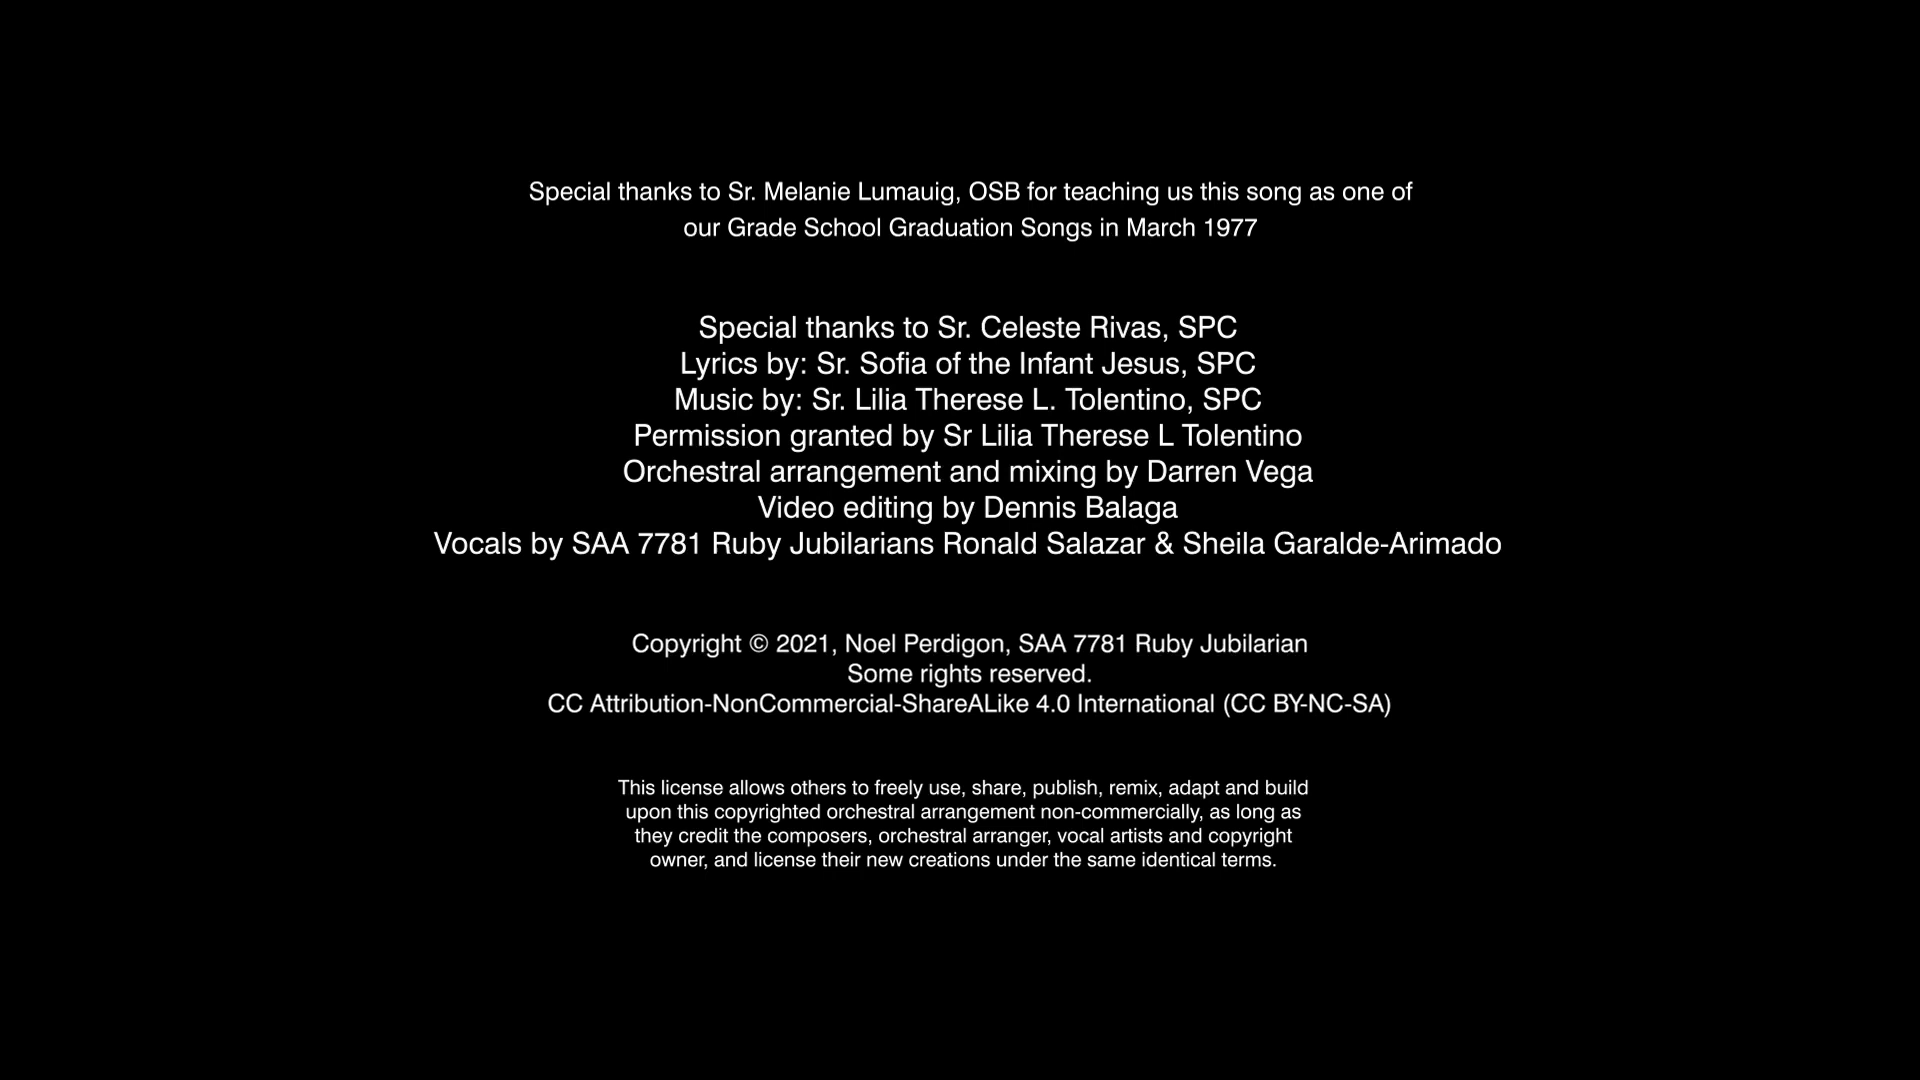 Special thanks to Sr. Melanie Lumauig, OSB for teaching us this song as one of
our Grade School Graduation Songs in March 1977
Special thanks to Sr. Celeste Rivas, SPC
Lyrics by: Sr. Sofia of the Infant Jesus, SPC
Music by: Sr. Lilia Therese L. Tolentino, SPC
Permission granted by Sr Lilia Therese L Tolentino
Orchestral arrangement and mixing by Darren Vega
Video editing by Dennis Balaga
Vocals by SAA 7781 Ruby Jubilarians Ronald Salazar & Sheila Garalde-Arimado
Copyright © 2021, Noel Perdigon, SAA 7781 Ruby Jubilarian
Some rights reserved.
CC Attribution-NonCommercial-ShareALike 4.0 International (CC BY-NC-SA)
This license allows others to freely use, share, publish, remix, adapt and build
upon this copyrighted orchestral arrangement non-commercially, as long as
they credit the composers, orchestral arranger, vocal artists and copyright
owner, and license their new creations under the same identical terms.